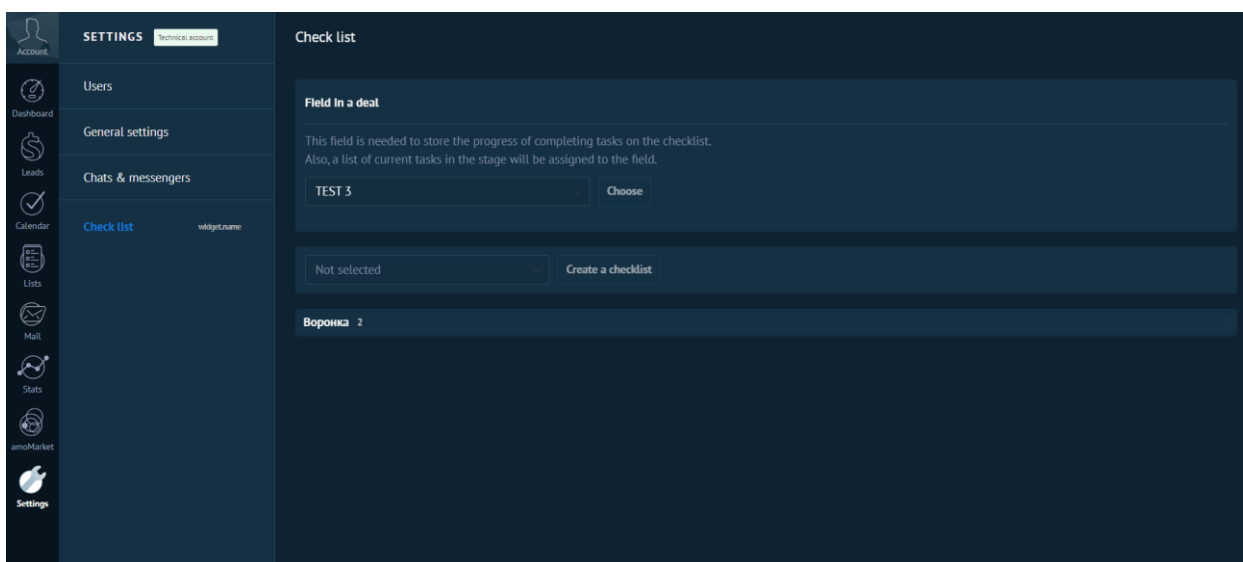 Account
Dashboard
Leads
Calendar
Lists
Mail
Stats
amoMarket
Settings
SETTINGS Technical account
Users
General settings
Chats & messengers
Check list widget.name
Check list
Field in a deal
This field is needed to store the progress of completing tasks on the checklist.
Also, a list of current tasks in the stage will be assigned to the field.
TEST 3 Choose
Not selected Create a checklist
Воронка 2